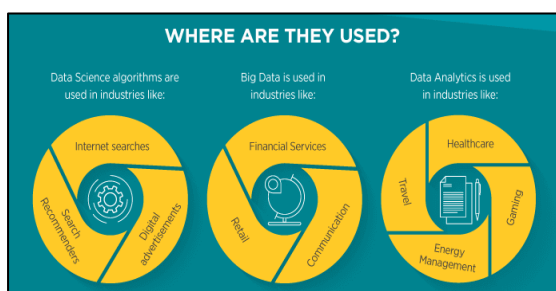 WHERE ARE THEY USED?
Data Science algorithms are
used in industries like:
Internet searches
Search
Recommenders
Digital
advertisements
Big Data is used in
industries like:
Financial Services
Retail
Communication
Data Analytics is used
in industries like:
Healthcare
Travel
Gaming
Energy
Management